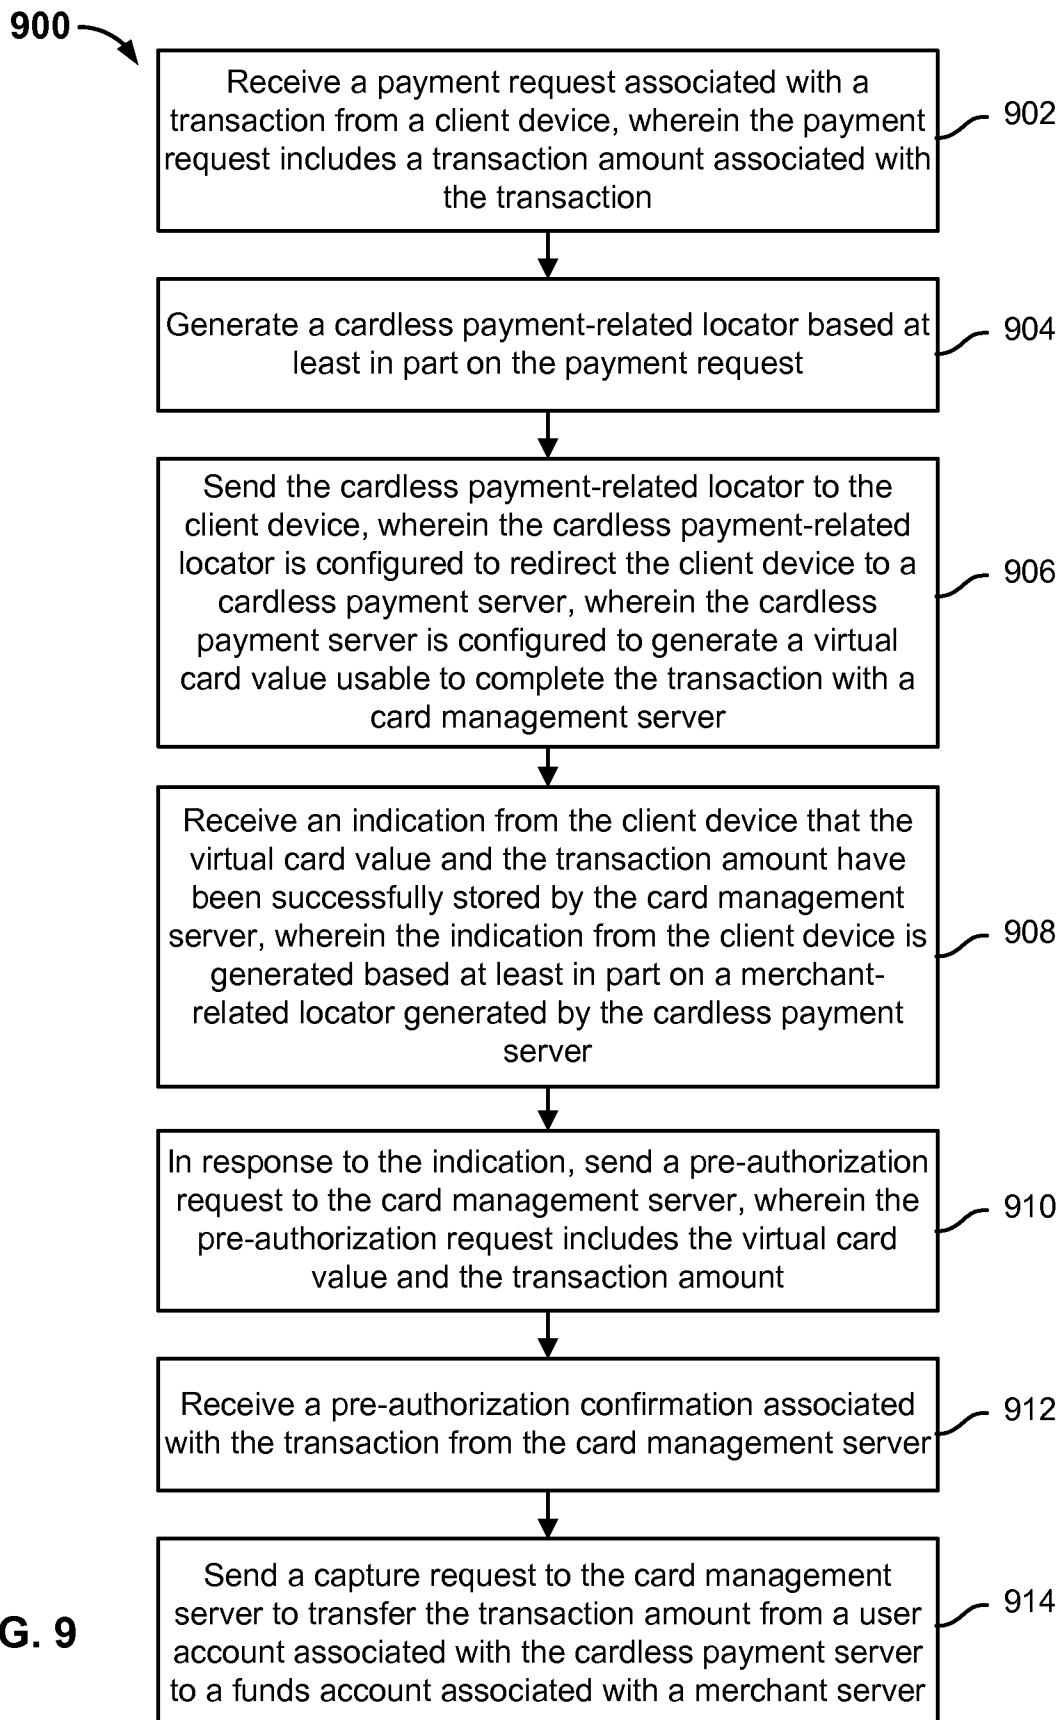 900
Receive a payment request associated with a
transaction from a client device, wherein the payment
request includes a transaction amount associated with
the transaction
902
Generate a cardless payment-related locator based at
least in part on the payment request
904
Send the cardless payment-related locator to the
client device, wherein the cardless payment-related
locator is configured to redirect the client device to a
cardless payment server, wherein the cardless
payment server is configured to generate a virtual
card value usable to complete the transaction with a
card management server
906
Receive an indication from the client device that the
virtual card value and the transaction amount have
been successfully stored by the card management
server, wherein the indication from the client device is
generated based at least in part on a merchant-
related locator generated by the cardless payment
server
908
In response to the indication, send a pre-authorization
request to the card management server, wherein the
pre-authorization request includes the virtual card
value and the transaction amount
910
Receive a pre-authorization confirmation associated
with the transaction from the card management server
912
Send a capture request to the card management
server to transfer the transaction amount from a user
account associated with the cardless payment server
to a funds account associated with a merchant server
914
G. 9